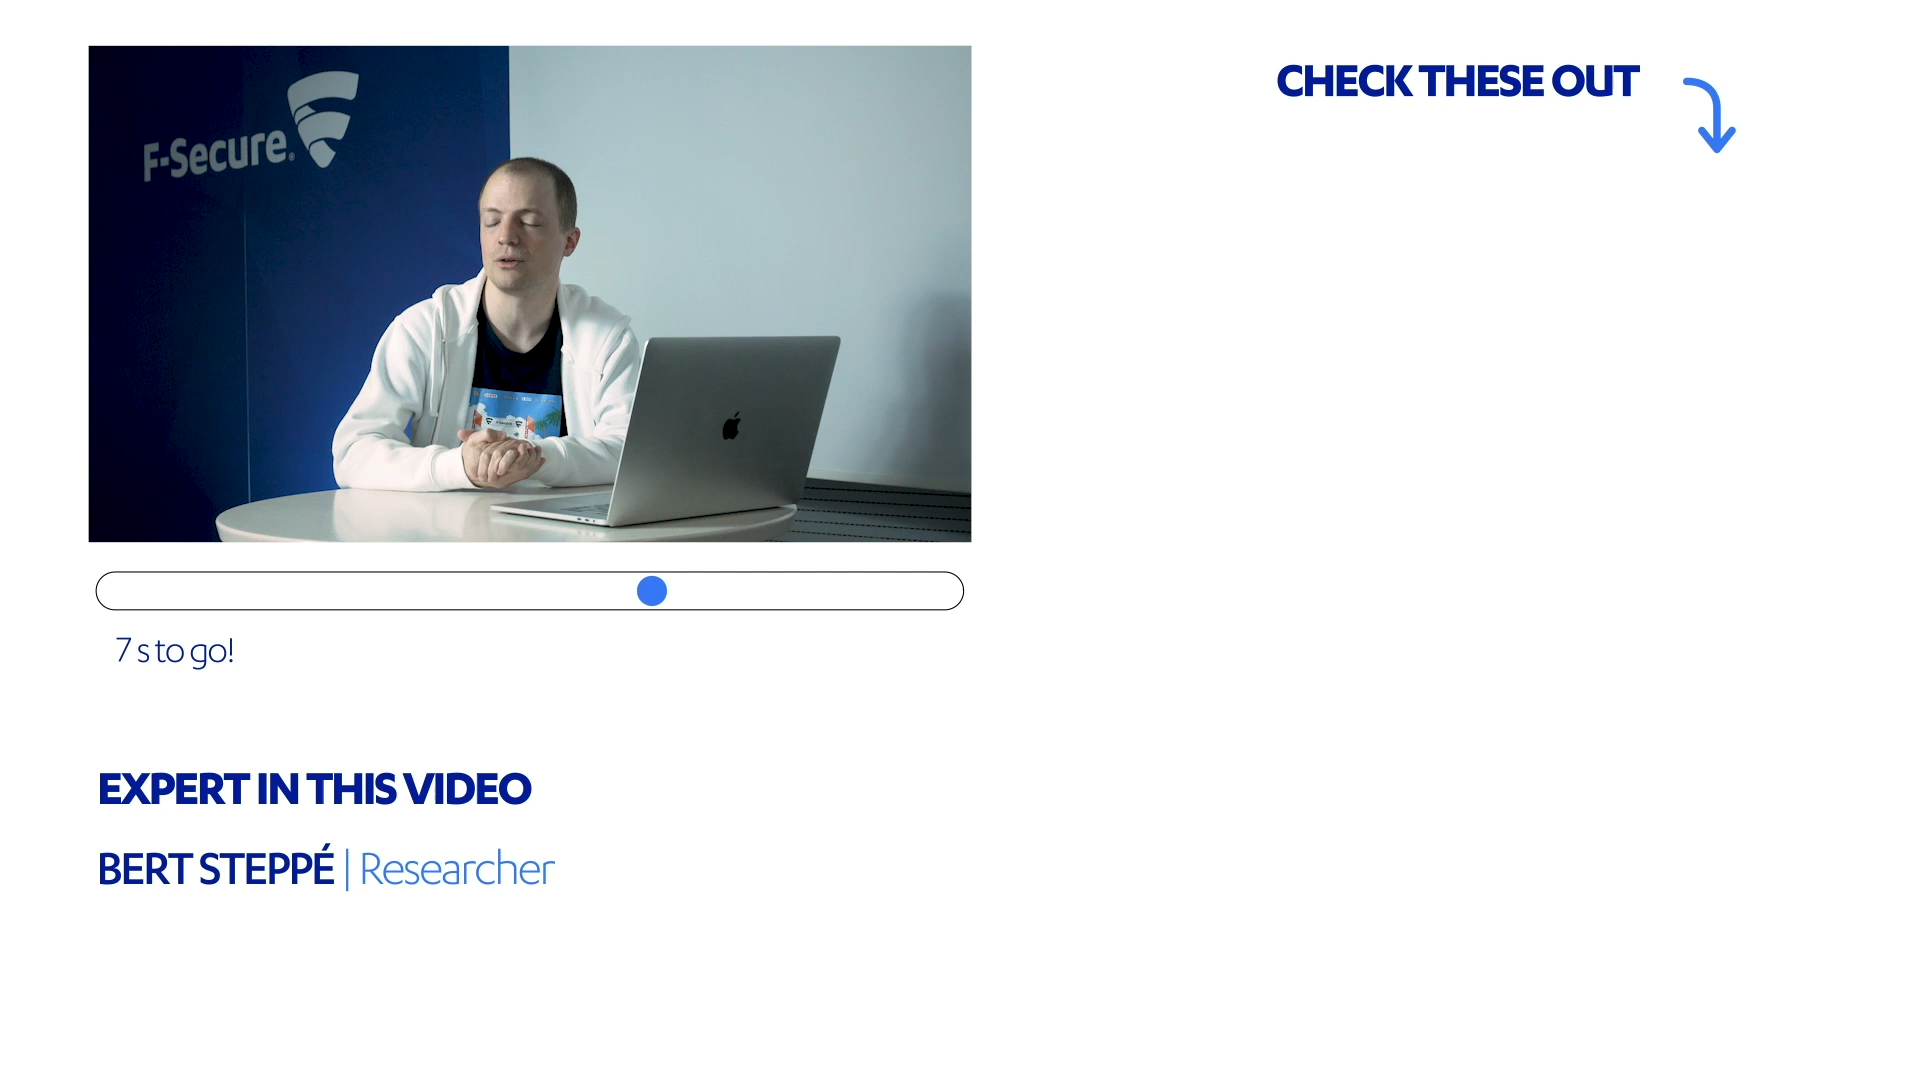 F-Secure
CHECK THESE OUT
7 s to go!
EXPERT IN THIS VIDEO
BERT STEPPÉ | Researcher